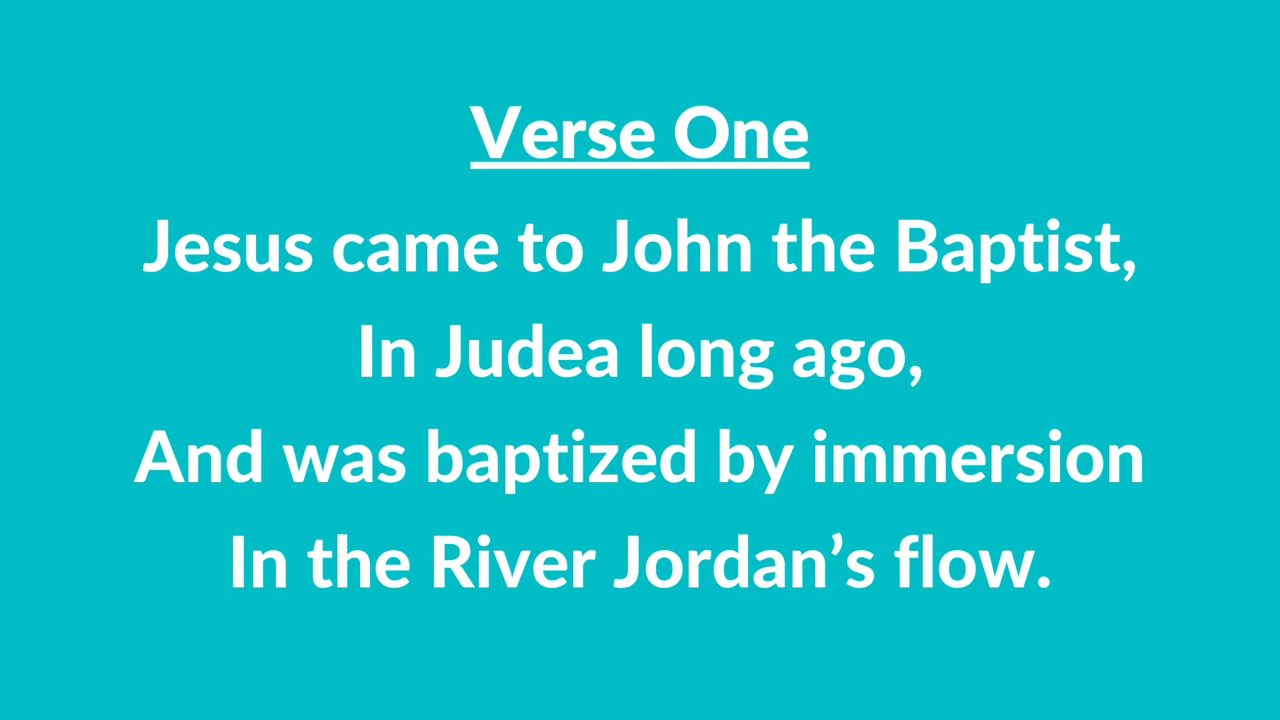 Verse One
Jesus came to John the Baptist,
In Judea long ago,
And was baptized by immersion
In the River Jordan’s flow.